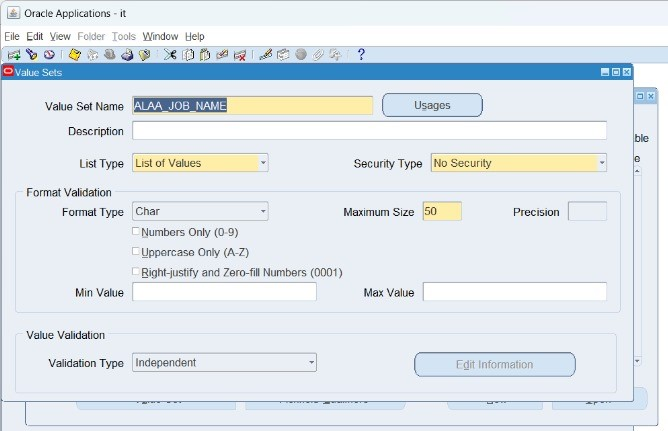 Oracle Applications - it
File Edit View Folder Tools Window Help
Value Sets
Value Set Name ALAA_JOB_NAME Usages
Description
List Type List of Values Security Type No Security
Format Validation
Format Type Char Maximum Size 50 Precision
Numbers Only (0-9)
Uppercase Only (A-Z)
Right-justify and Zero-fill Numbers (0001)
Min Value Max Value
Value Validation
Validation Type Independent Edit Information